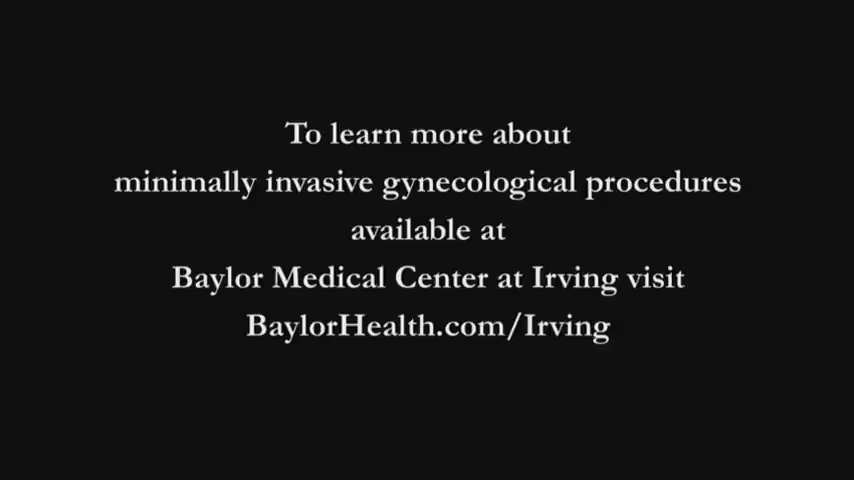 To learn more about
minimally invasive gynecological procedures
available at
Baylor Medical Center at Irving visit
BaylorHealth.com/Irving